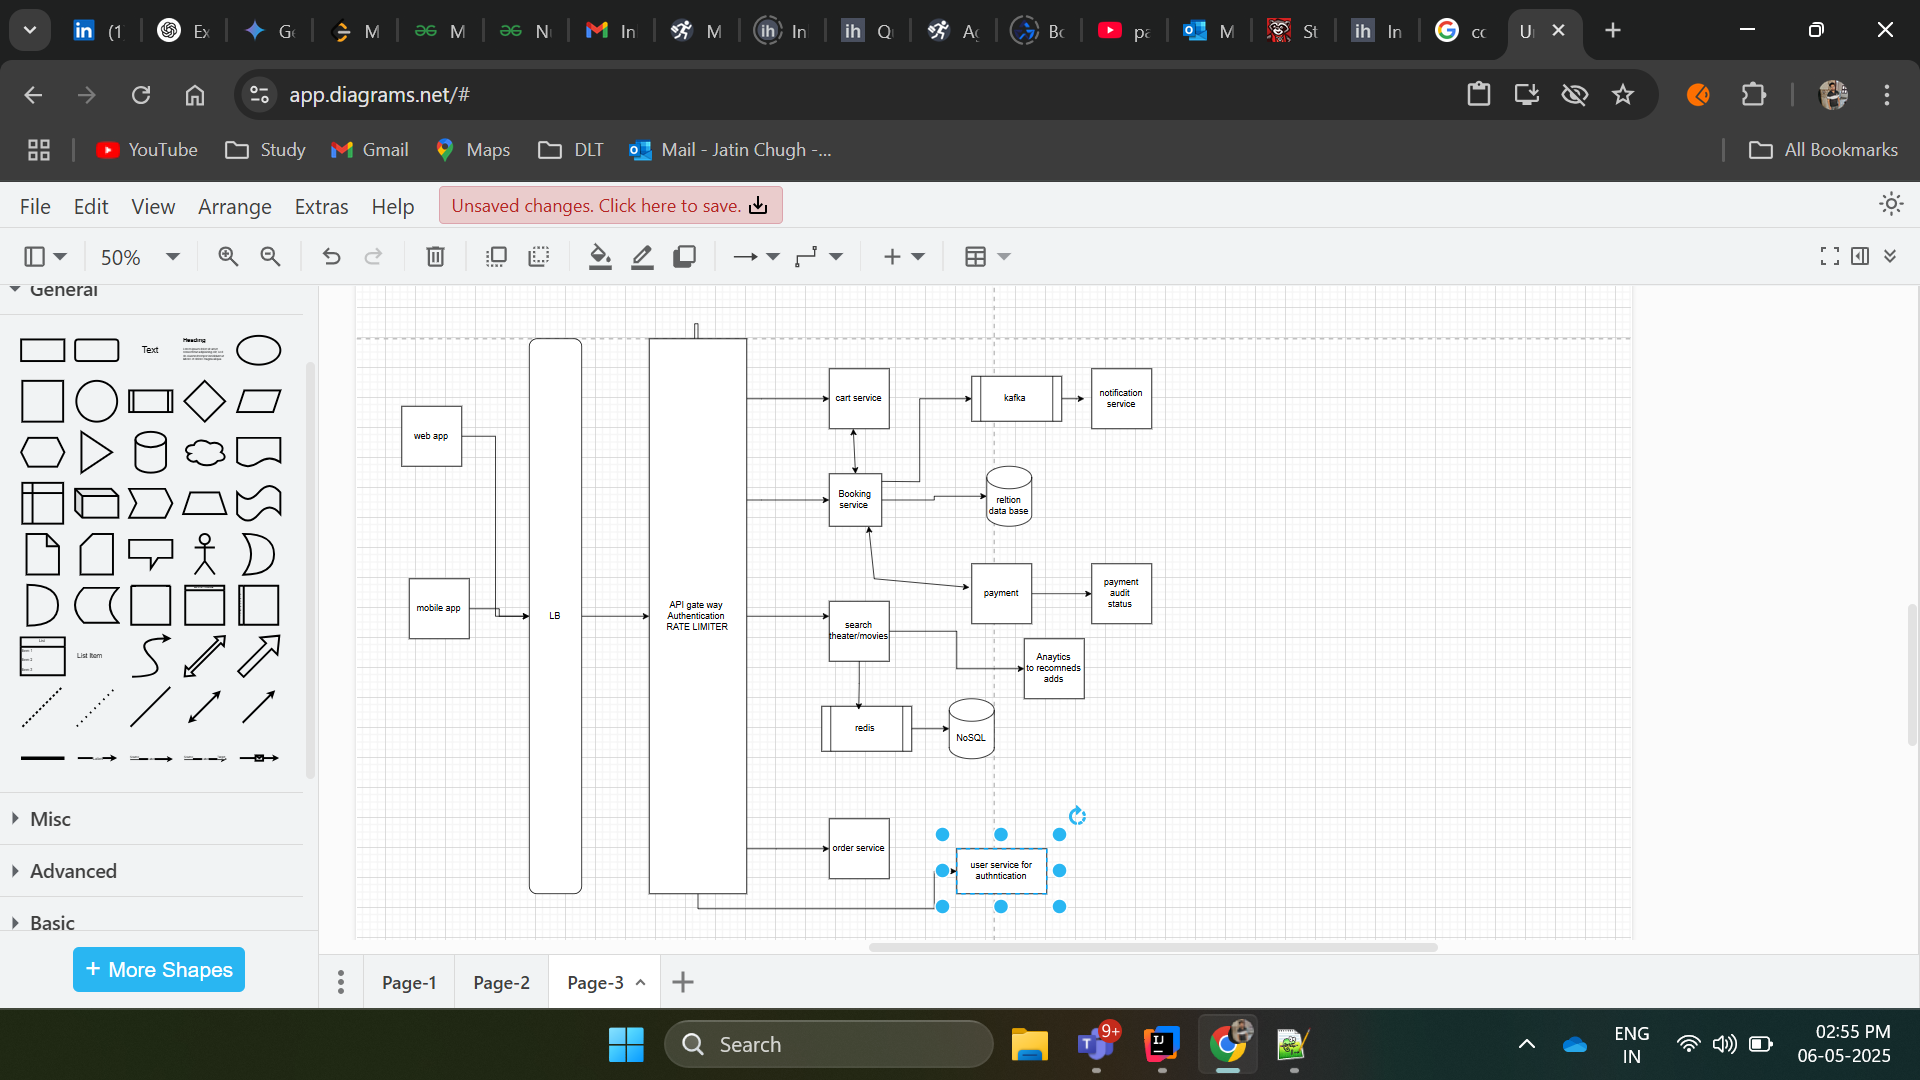 (1
Ex
Ge
M
M
N
In
M
In
Q
A
Bo
pa
M
St
In
co
U
app.diagrams.net/#
YouTube
Study
Gmail
Maps
DLT
Mail - Jatin Chugh -...
All Bookmarks
File
Edit
View
Arrange
Extras
Help
Unsaved changes. Click here to save.
50%
General
Text
Heading
List Item
Misc
Advanced
Basic
+ More Shapes
web app
mobile app
LB
API gate way
Authentication
RATE LIMITER
cart service
kafka
notification
service
Booking
service
reltion
data base
payment
payment
audit
status
search
theater/movies
Anaytics
to recomneds
adds
redis
NoSQL
order service
user service for
authntication
Page-1
Page-2
Page-3
Search
9+
ENG
IN
02:55 PM
06-05-2025